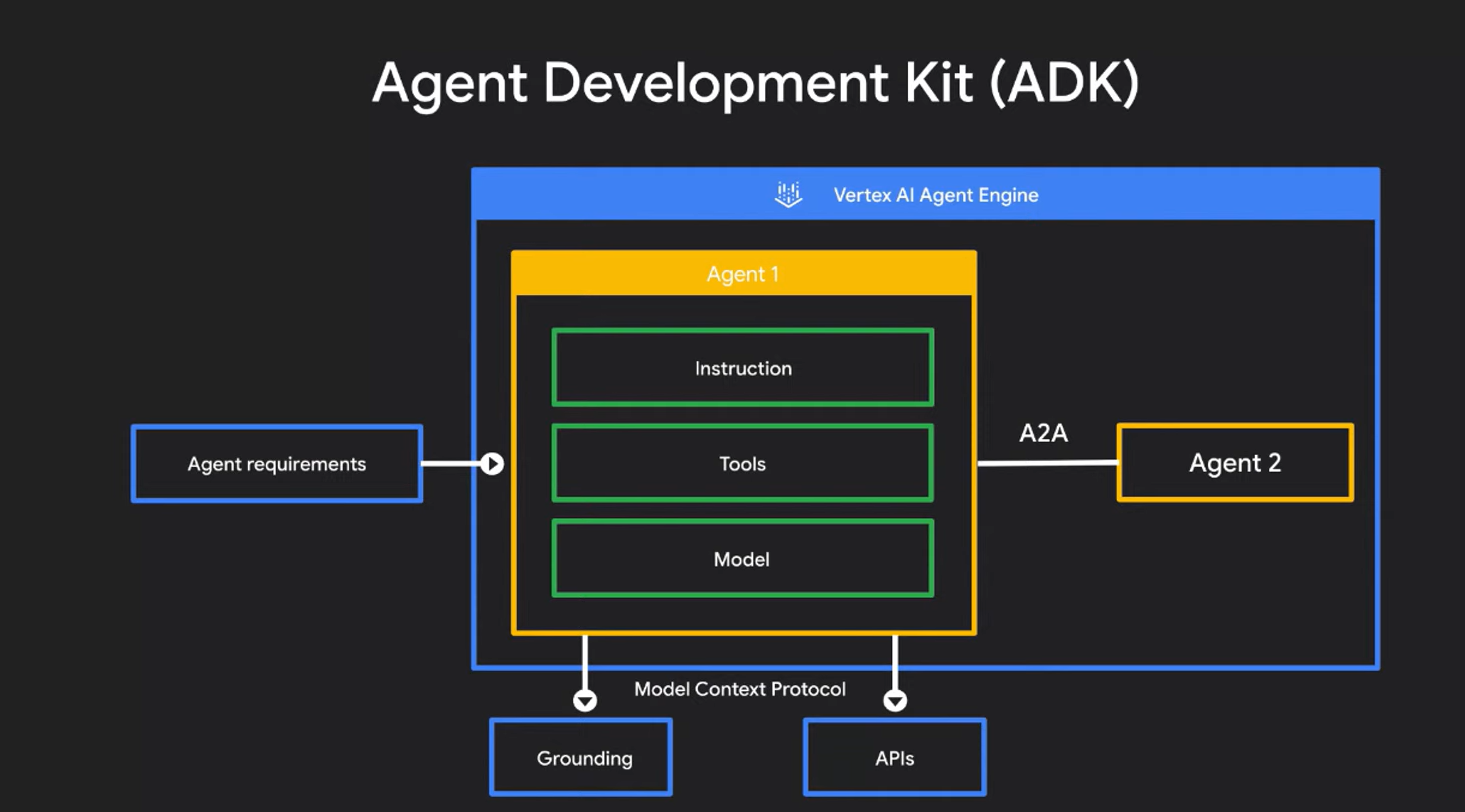 Agent Development Kit (ADK)
Vertex AI Agent Engine
Agent 1
Instruction
Agent requirements
Tools
A2A
Agent 2
Model
Model Context Protocol
Grounding
APIs